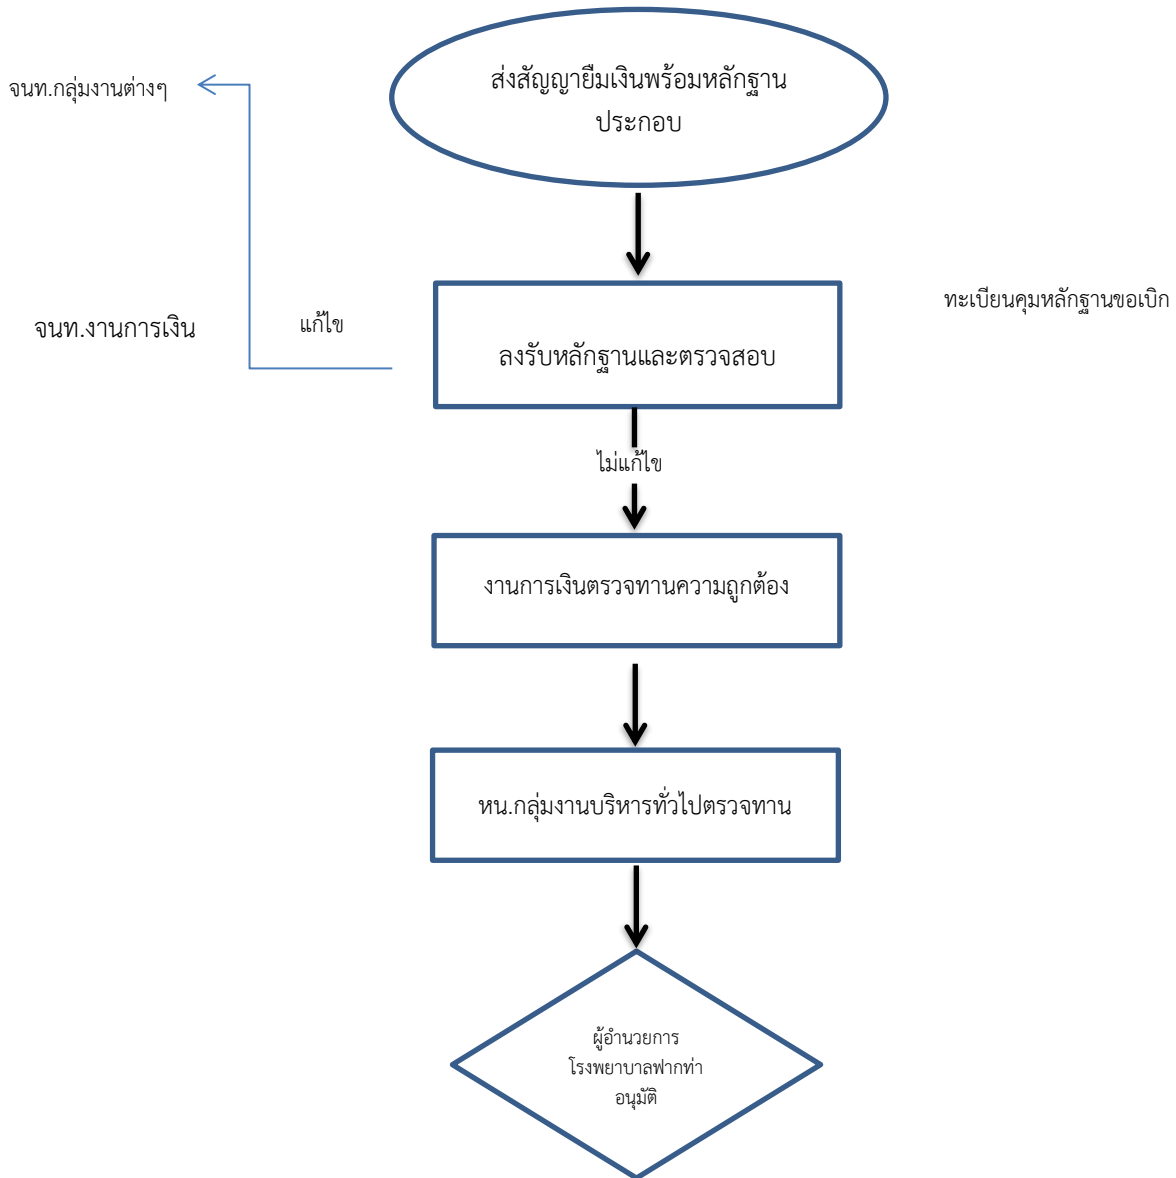 ส่งสัญญายืมเงินพร้อมหลักฐาน
ประกอบ
จนท.กลุ่มงานต่างๆ
ทะเบียนคุมหลักฐานขอเบิก
จนท.งานการเงิน
แก้ไข
ลงรับหลักฐานและตรวจสอบ
ไม่แก้ไข
งานการเงินตรวจทานความถูกต้อง
หน.กลุ่มงานบริหารทั่วไปตรวจทาน
ผู้อำนวยการ
โรงพยาบาลฟากท่า
อนุมัติ